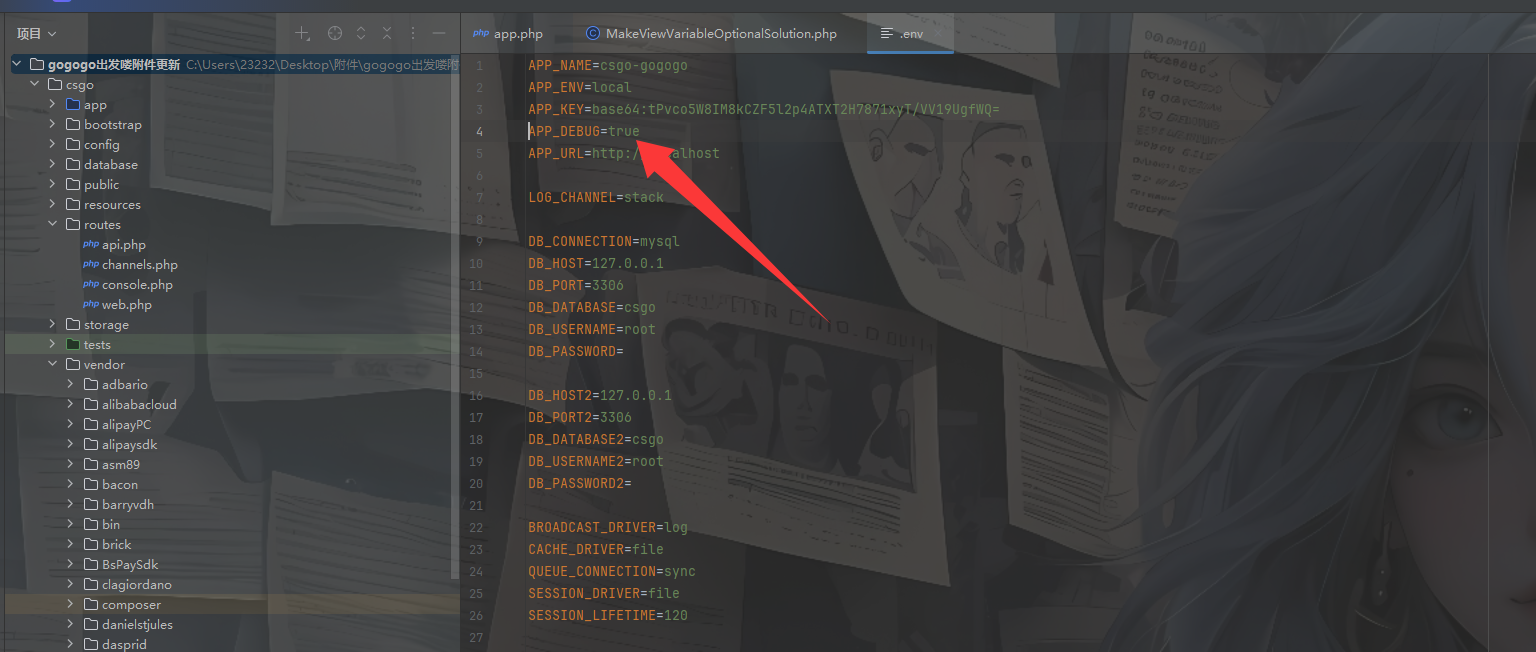 项目
gogogo出发喽附件更新 C:\Users\23232\Desktop\附件\gogogo出发喽附
csgo
app
bootstrap
config
database
public
resources
routes
api.php
channels.php
console.php
web.php
storage
tests
vendor
adbario
alibabacloud
alipayPC
alipaysdk
asm89
bacon
barryvdh
bin
brick
BsPaySdk
clagiordano
composer
danielstjules
dasprid
php app.php
MakeViewVariableOptionalSolution.php
.env
1 APP_NAME=csgo-gogogo
2 APP_ENV=local
3 APP_KEY=base64:tPvco5W8IM8kCZF5l2p4ATXT2H7871xyT/VV19UgfWQ=
4 APP_DEBUG=true
5 APP_URL=http:/ alhost
6
7 LOG_CHANNEL=stack
8
9 DB_CONNECTION=mysql
10 DB_HOST=127.0.0.1
11 DB_PORT=3306
12 DB_DATABASE=csgo
13 DB_USERNAME=root
14 DB_PASSWORD=
15
16 DB_HOST2=127.0.0.1
17 DB_PORT2=3306
18 DB_DATABASE2=csgo
19 DB_USERNAME2=root
20 DB_PASSWORD2=
21
22 BROADCAST_DRIVER=log
23 CACHE_DRIVER=file
24 QUEUE_CONNECTION=sync
25 SESSION_DRIVER=file
26 SESSION_LIFETIME=120
27